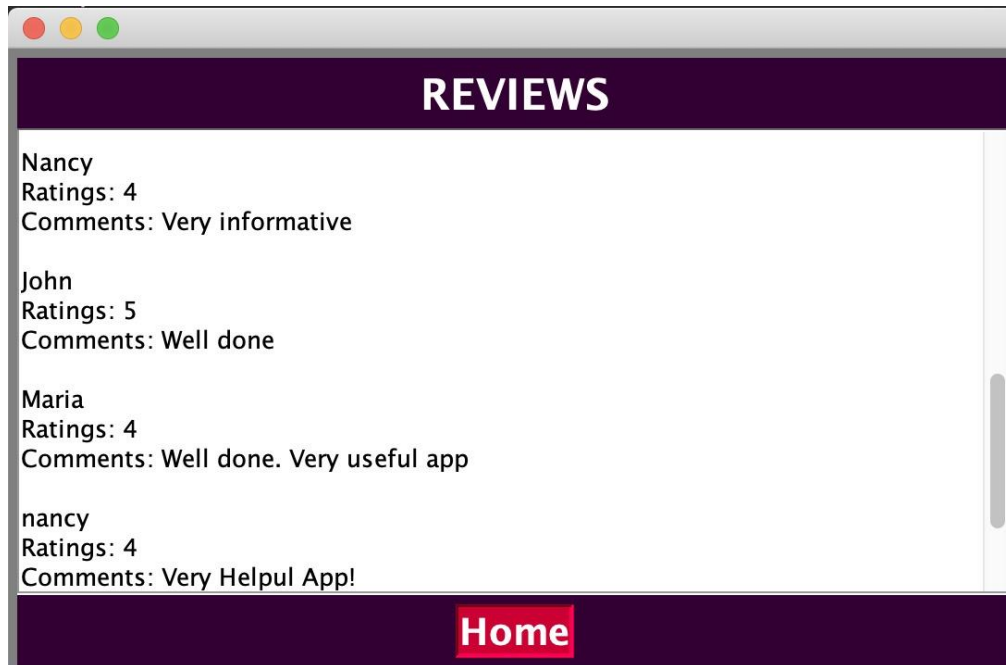 REVIEWS
Nancy
Ratings: 4
Comments: Very informative
John
Ratings: 5
Comments: Well done
Maria
Ratings: 4
Comments: Well done. Very useful app
nancy
Ratings: 4
Comments: Very Helpul App!
Home